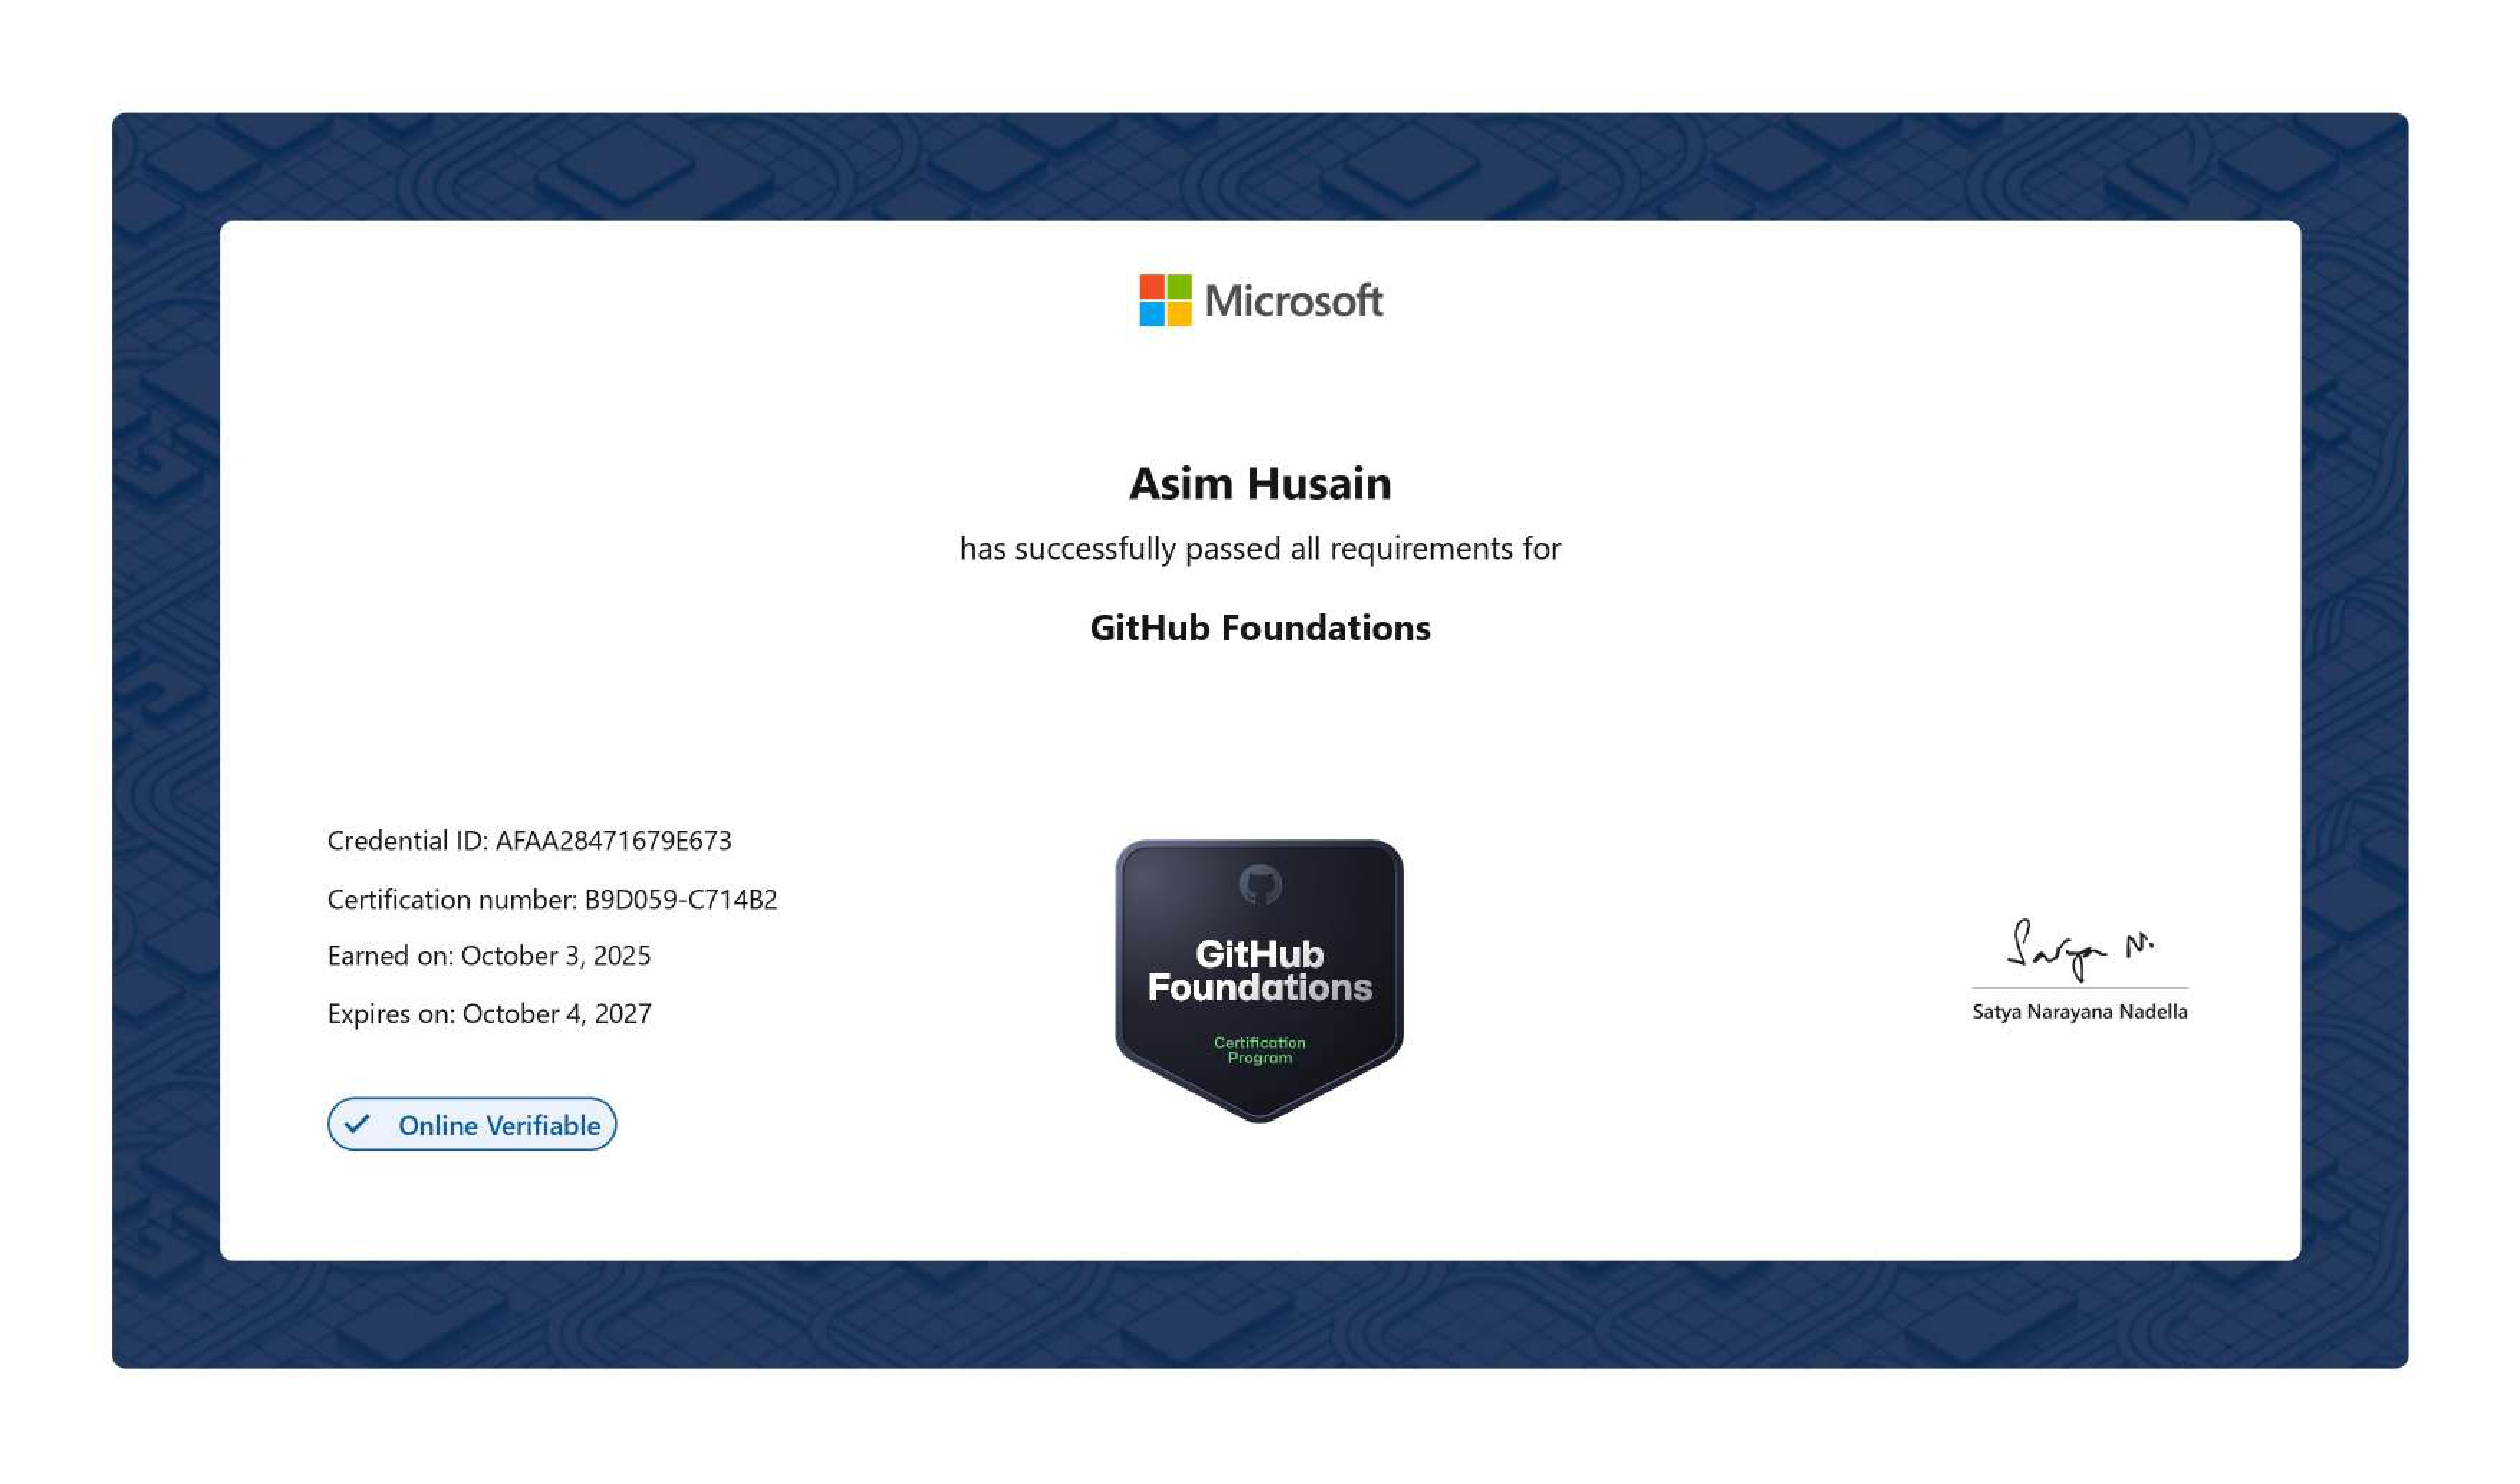 Microsoft
Asim Husain
has successfully passed all requirements for
GitHub Foundations
Credential ID: AFAA28471679E673
Certification number: B9D059-C714B2
Earned on: October 3, 2025
Expires on: October 4, 2027
Online Verifiable
GitHub
Foundations
Certification
Program
Satya N.
Satya Narayana Nadella